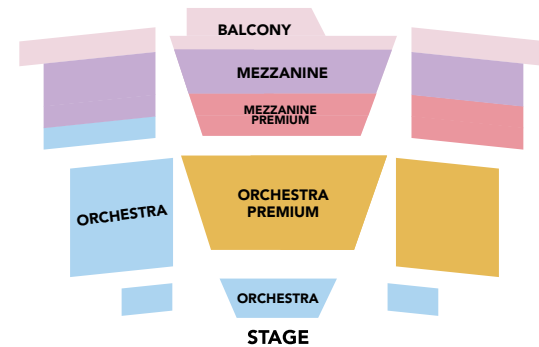 BALCONY
MEZZANINE
MEZZANINE
PREMIUM
ORCHESTRA
ORCHESTRA
PREMIUM
ORCHESTRA
STAGE